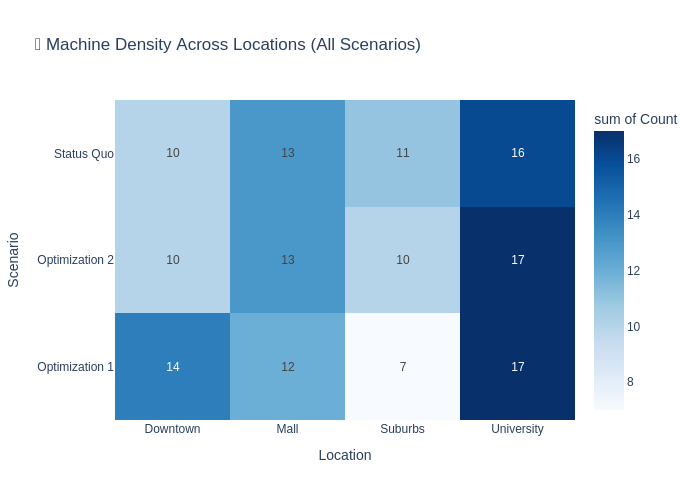 Machine Density Across Locations (All Scenarios)
sum of Count
Status Quo 10 13 11 16
Optimization 2 10 13 10 17
Optimization 1 14 12 7 17
Downtown Mall Suburbs University
Location
Scenario
16
14
12
10
8